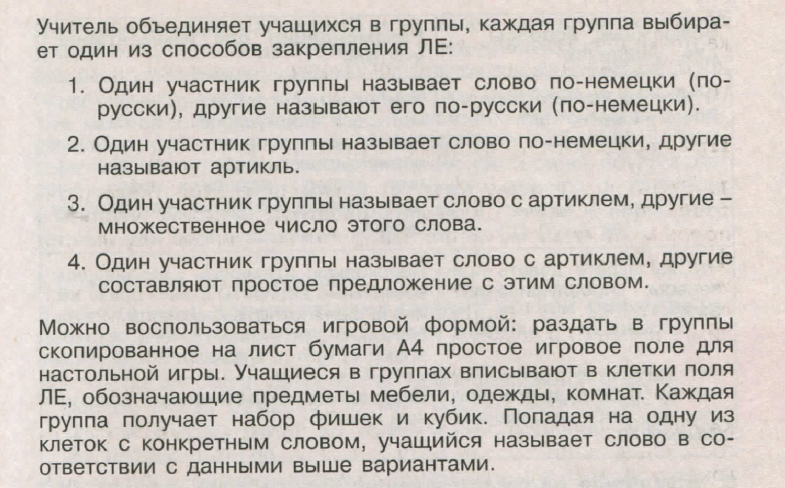 Учитель объединяет учащихся в группы, каждая группа выбира-
ет один из способов закрепления ЛЕ:
1. Один участник группы называет слово по-немецки (по-
русски), другие называют его по-русски (по-немецки).
2. Один участник группы называет слово по-немецки, другие
называют артикль.
3. Один участник группы называет слово с артиклем, другие –
множественное число этого слова.
4. Один участник группы называет слово с артиклем, другие
составляют простое предложение с этим словом.
Можно воспользоваться игровой формой: раздать в группы
скопированное на лист бумаги А4 простое игровое поле для
настольной игры. Учащиеся в группах вписывают в клетки поля
ЛЕ, обозначающие предметы мебели, одежды, комнат. Каждая
группа получает набор фишек и кубик. Попадая на одну из
клеток с конкретным словом, учащийся называет слово в со-
ответствии с данными выше вариантами.